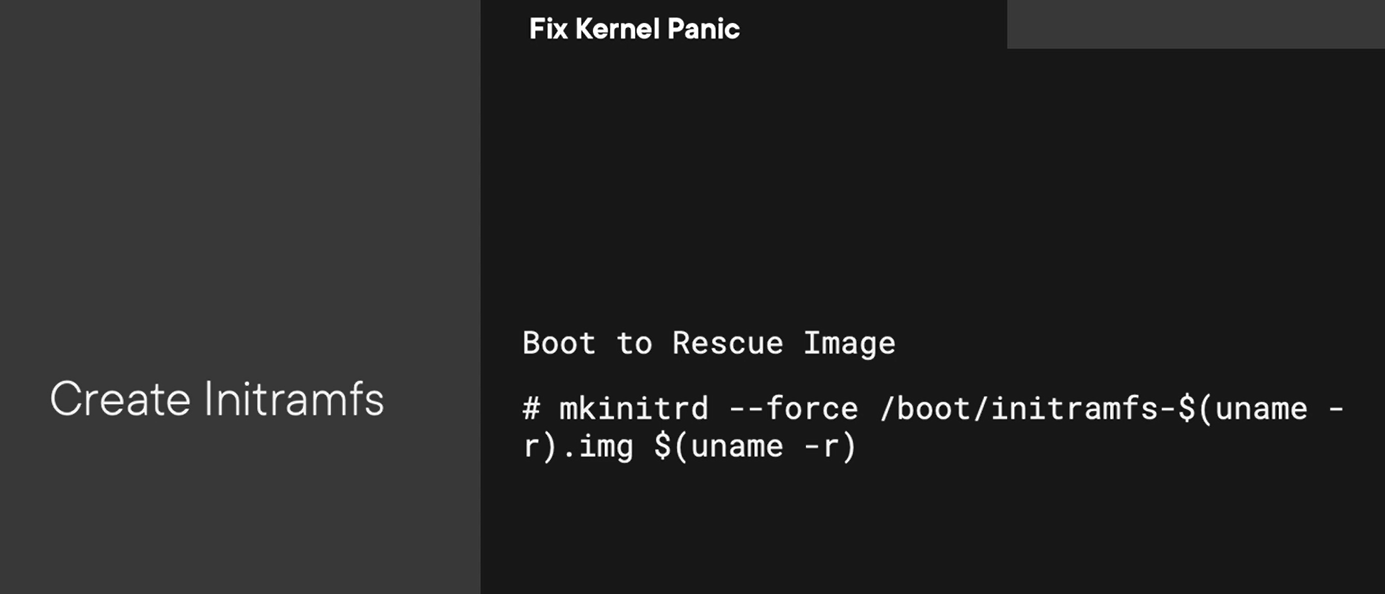 Fix Kernel Panic
Create Initramfs
Boot to Rescue Image
# mkinitrd --force /boot/initramfs-$(uname -
r).img $(uname -r)